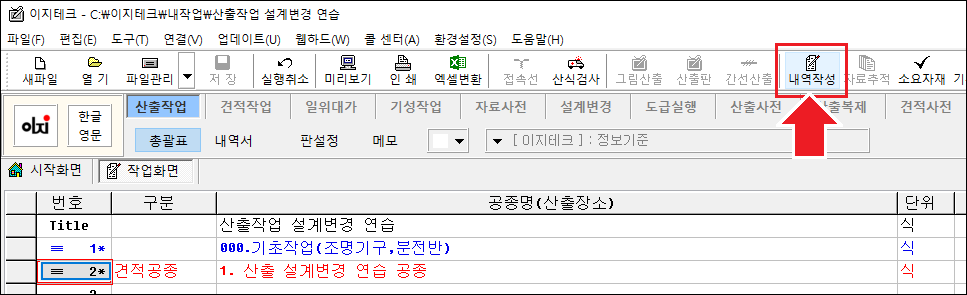 이지테크 - C:\이지테크\내작업\산출작업 설계변경 연습
파일(F) 편집(E) 도구(T) 연결(V) 업데이트(U) 웹하드(W) 콜 센터(A) 환경설정(S) 도움말(H)
새파일 열 기 파일관리 저 장 실행취소 미리보기 인 쇄 엑셀변환 접속선 산식검사 그림산출 산출판 간선산출 내역작성 자료추적 소요자재
산출작업 견적작업 일위대가 기성작업 자료사전 설계변경 도급실행 산출사전 산출복제 견적사전
한글
영문
총괄표 내역서 판설정 메모 [ 이지테크 ] : 정보기준
시작화면 작업화면
번호 구분 공종명(산출장소) 단위
Title 산출작업 설계변경 연습 식
1* 000.기초작업(조명기구,분전반) 식
2* 견적공종 1. 산출 설계변경 연습 공종 식